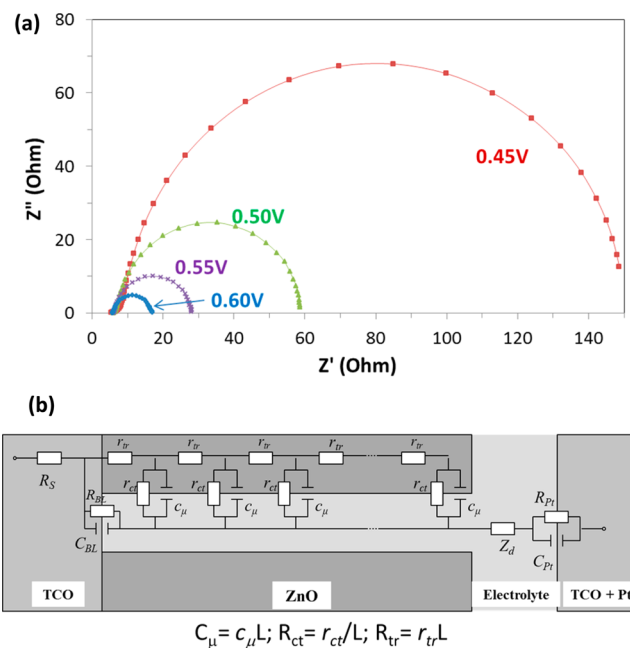 (a)
80
60
40
20
0
Z" (Ohm)
0.45V
0.50V
0.55V
0.60V
0 20 40 60 80 100 120 140
Z' (Ohm)
(b)
r_tr r_tr r_tr r_tr r_tr
R_S
r_ct r_ct r_ct r_ct
c_μ c_μ c_μ c_μ
R_BL
C_BL
R_Pt
Z_d
C_Pt
TCO ZnO Electrolyte TCO + Pt
C_μ= c_μL; R_ct= r_ct/L; R_tr= r_trL